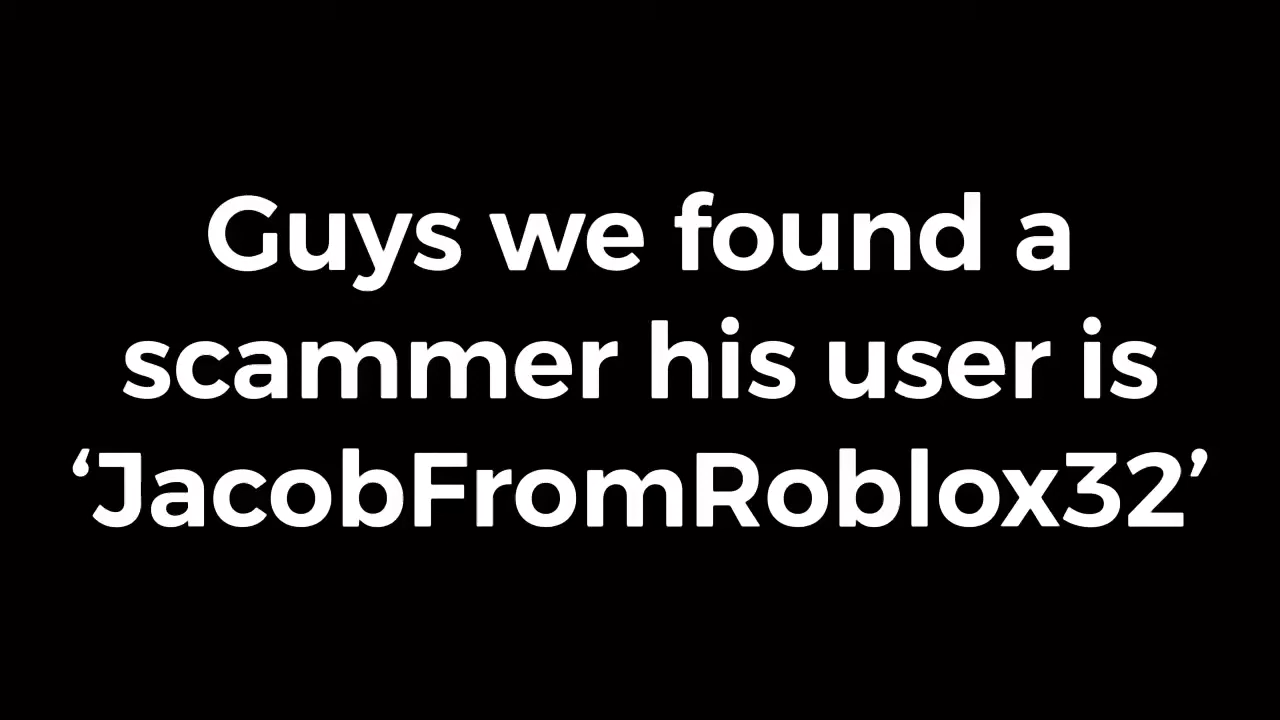 Guys we found a
scammer his user is
‘JacobFromRoblox32’